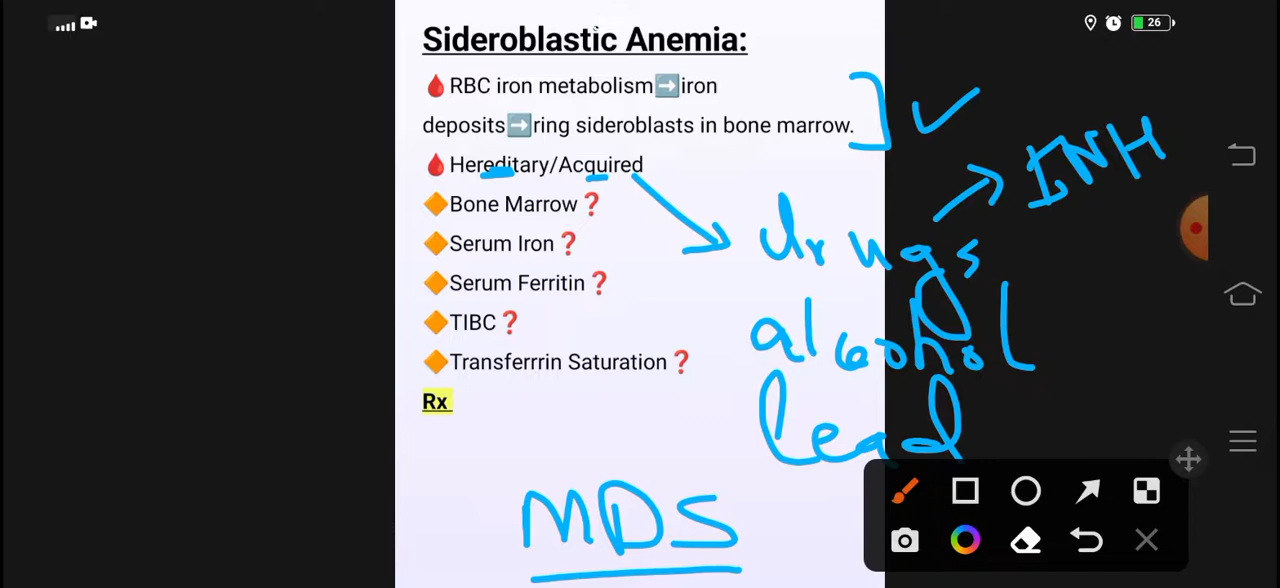 26
Sideroblastic Anemia:
🩸RBC iron metabolism➡️iron
deposits➡️ring sideroblasts in bone marrow.
🩸Hereditary/Acquired
🔶Bone Marrow❓
🔶Serum Iron❓
🔶Serum Ferritin❓
🔶TIBC❓
🔶Transferrrin Saturation❓
Rx
INH
drugs
alcohol
lead
MDS